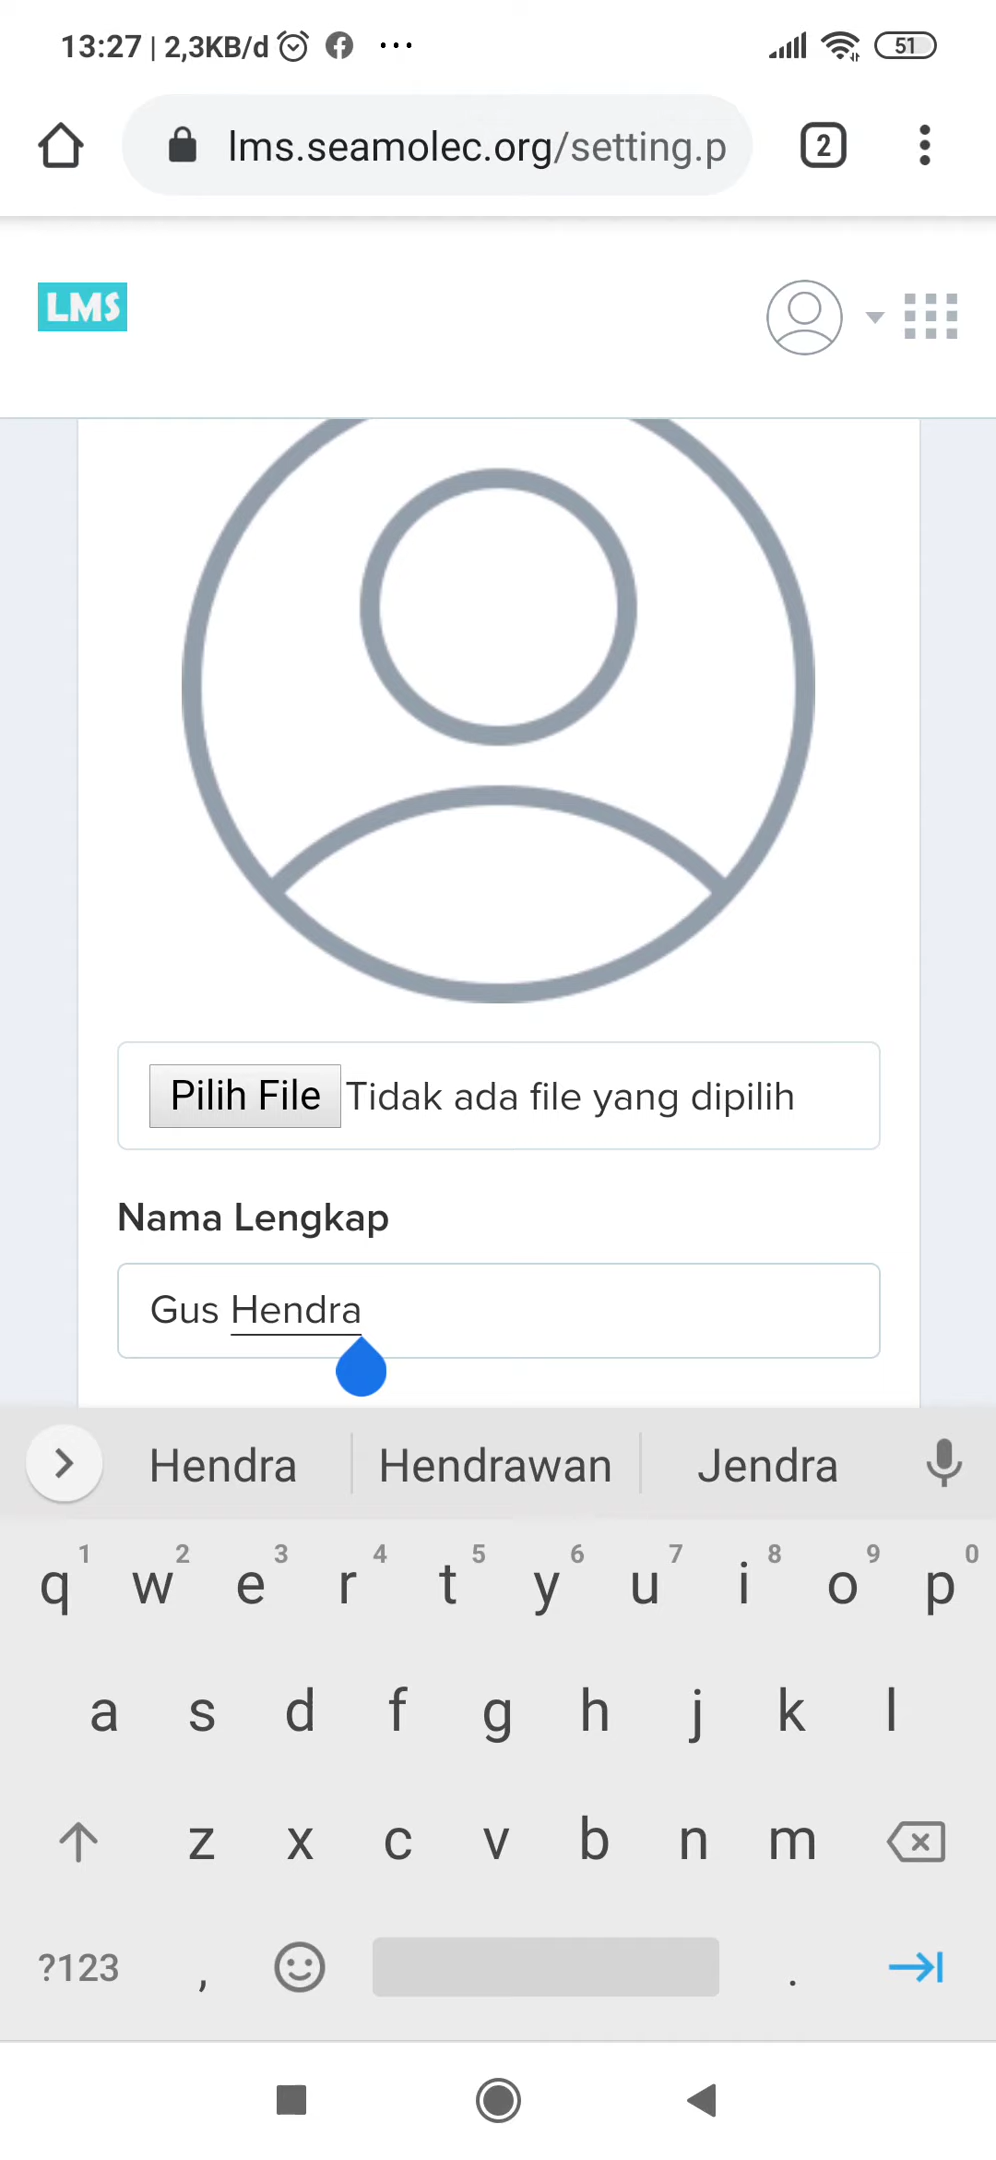 13:27 | 2,3KB/d ...
51
lms.seamolec.org/setting.p
2
LMS
Pilih File Tidak ada file yang dipilih
Nama Lengkap
Gus Hendra
Hendra Hendrawan Jendra
1 2 3 4 5 6 7 8 9 0
q w e r t y u i o p
a s d f g h j k l
z x c v b n m
?123 , .